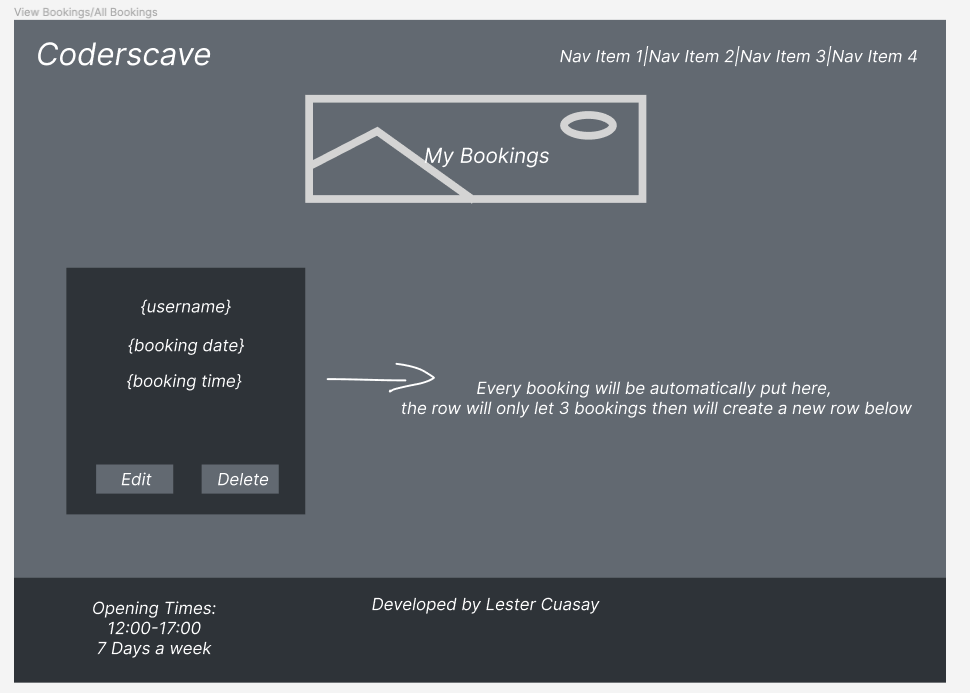 View Bookings/All Bookings
Coderscave
Nav Item 1|Nav Item 2|Nav Item 3|Nav Item 4
My Bookings
{username}
{booking date}
{booking time}
Every booking will be automatically put here,
the row will only let 3 bookings then will create a new row below
Edit
Delete
Opening Times:
12:00-17:00
7 Days a week
Developed by Lester Cuasay